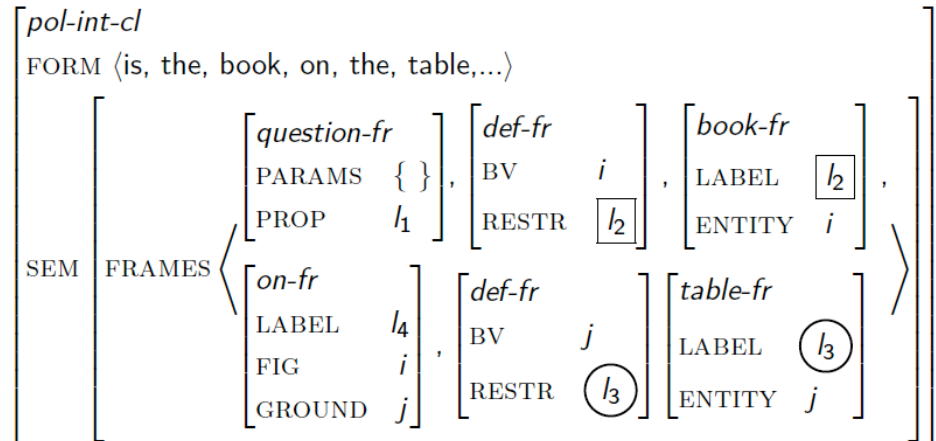 pol-int-cl
FORM ⟨is, the, book, on, the, table,...⟩
question-fr def-fr book-fr
PARAMS { } , BV i , LABEL l2 ,
PROP l1 RESTR l2 ENTITY i
SEM FRAMES
on-fr def-fr table-fr
LABEL l4 BV j LABEL l3
FIG i , RESTR l3 ENTITY j
GROUND j